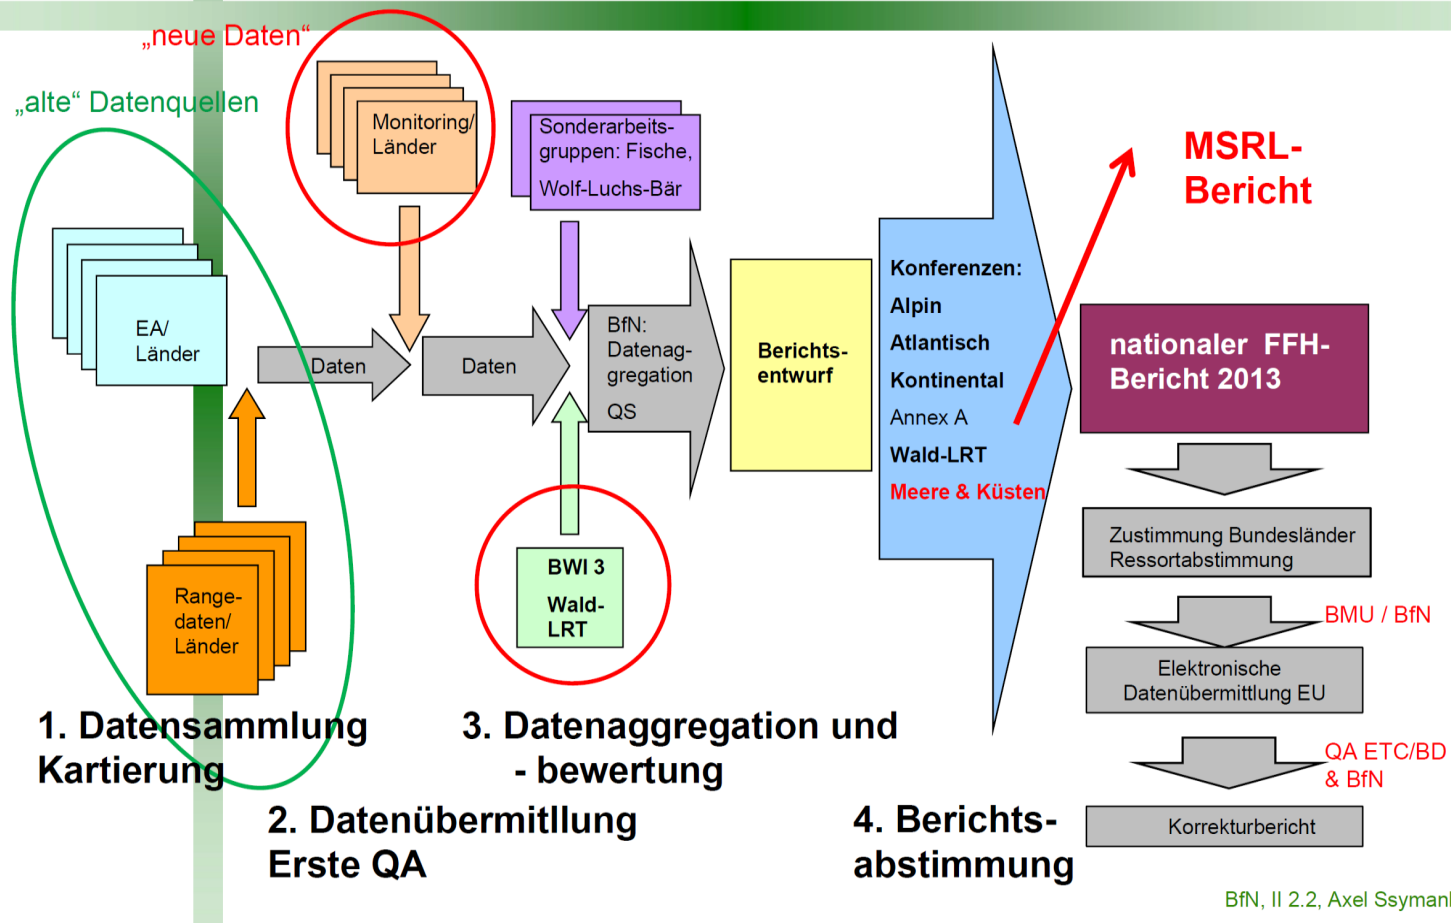 „neue Daten“
„alte“ Datenquellen
Monitoring/
Länder
Sonderarbeits-
gruppen: Fische,
Wolf-Luchs-Bär
MSRL-
Bericht
EA/
Länder
Daten
Daten
BfN:
Datenag-
gregation
QS
Berichts-
entwurf
Konferenzen:
Alpin
Atlantisch
Kontinental
Annex A
Wald-LRT
Meere & Küsten
nationaler FFH-
Bericht 2013
Zustimmung Bundesländer
Ressortabstimmung
BMU / BfN
Elektronische
Datenübermittlung EU
QA ETC/BD
& BfN
Korrekturbericht
Range-
daten/
Länder
BWI 3
Wald-
LRT
1. Datensammlung
Kartierung
2. Datenübermitllung
Erste QA
3. Datenaggregation und
- bewertung
4. Berichts-
abstimmung
BfN, II 2.2, Axel